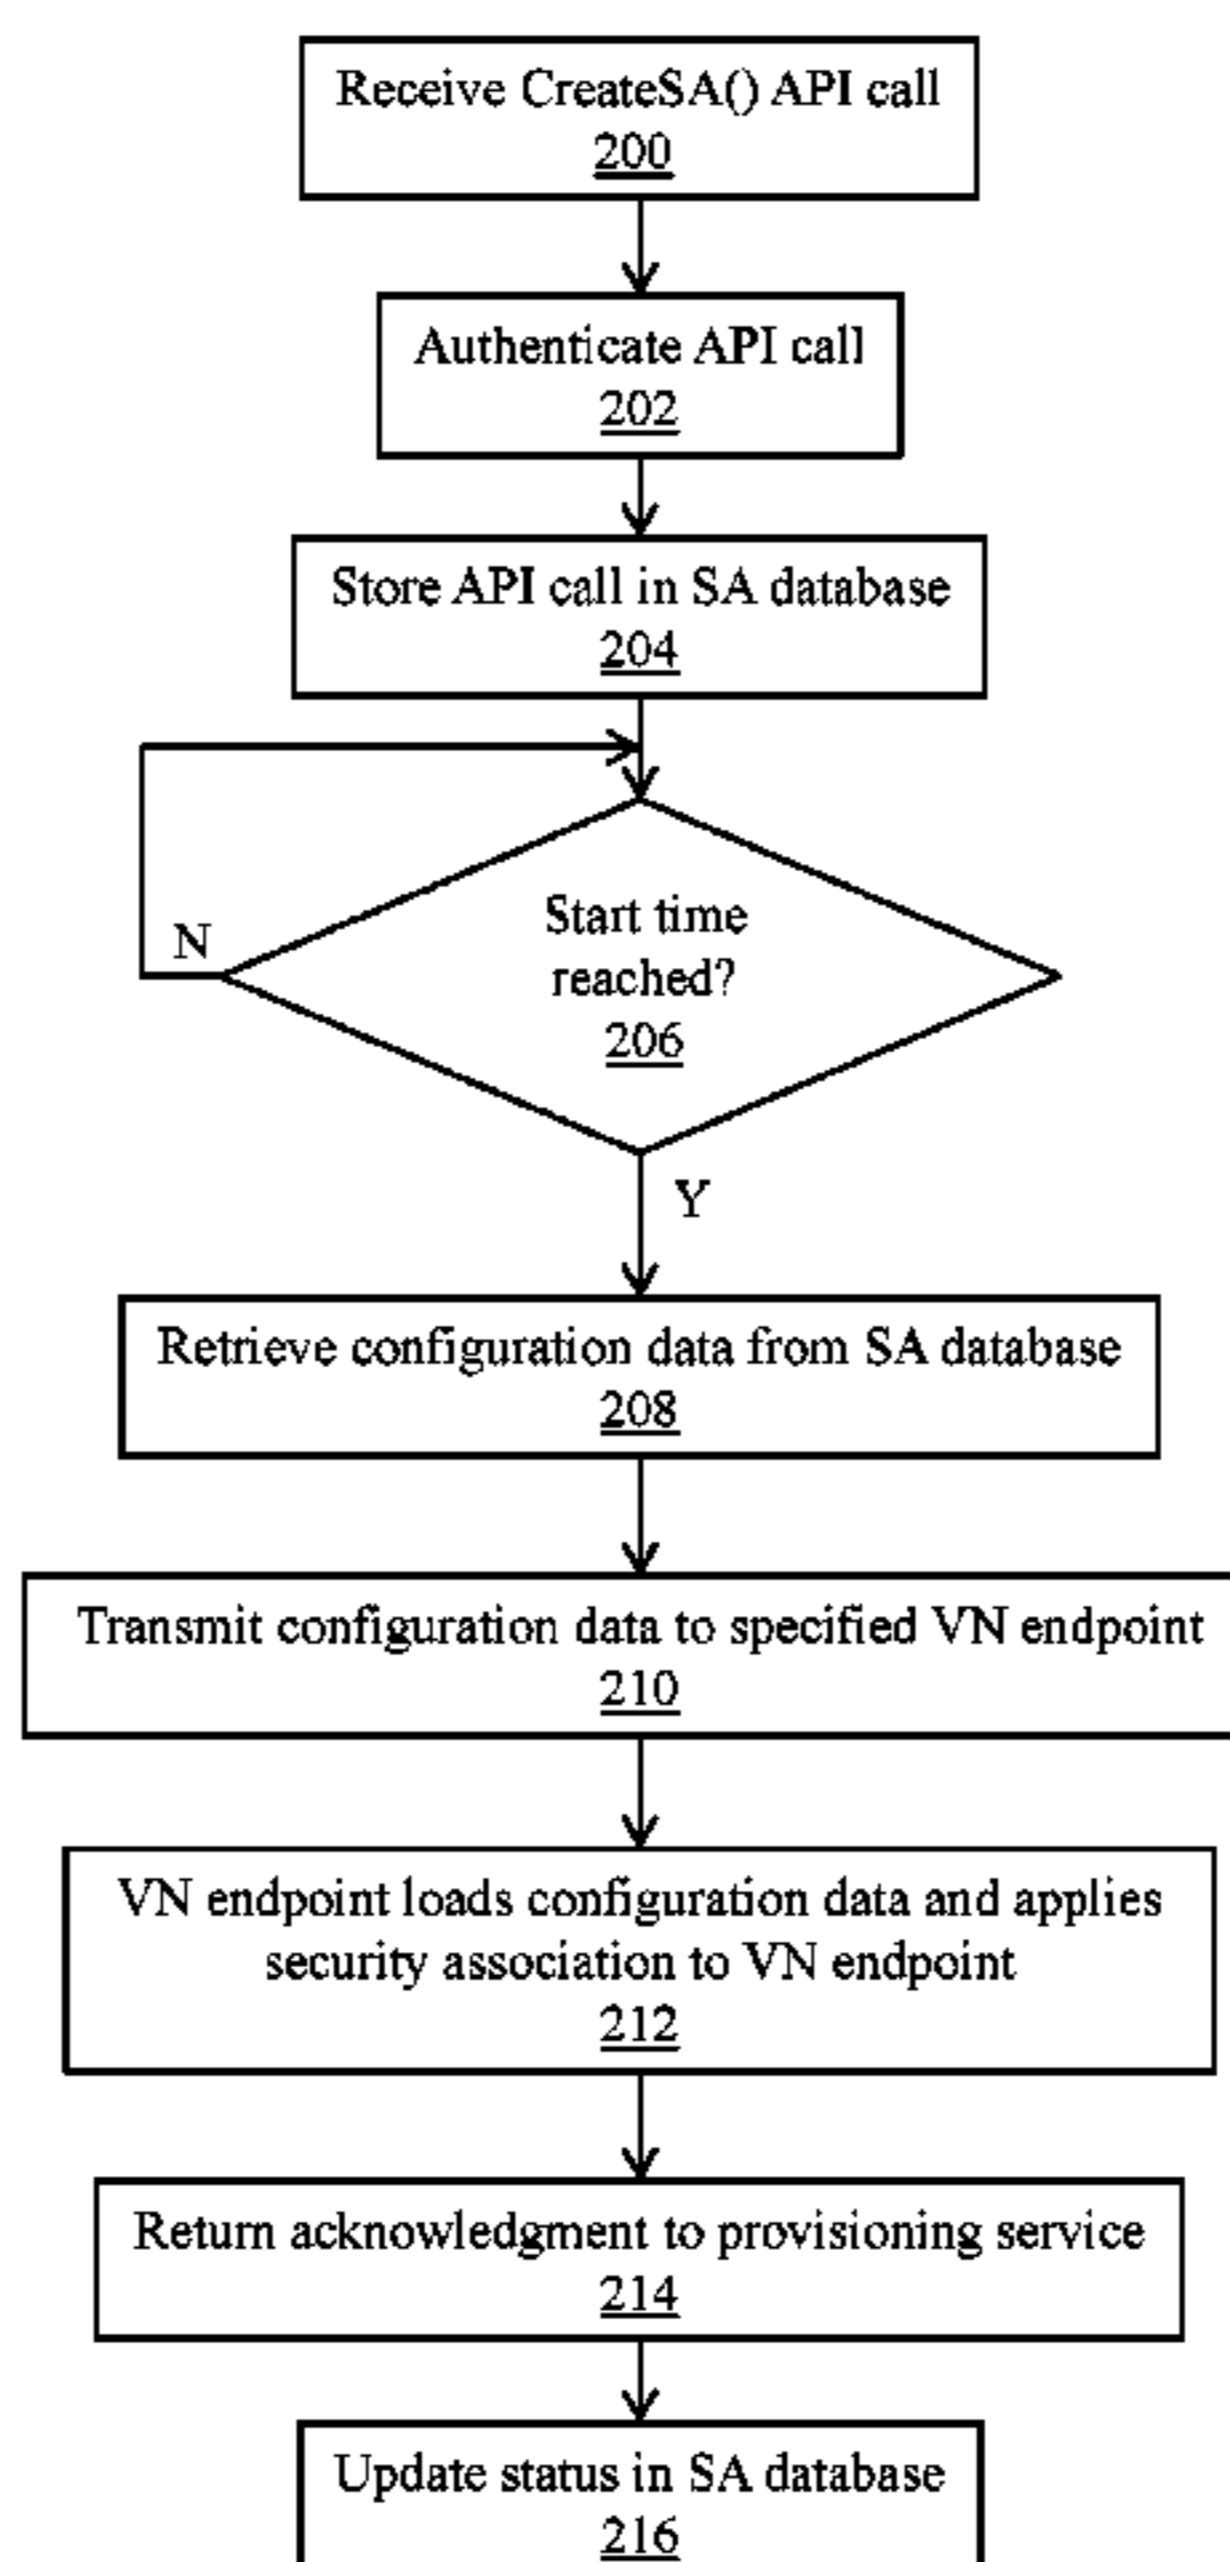 Receive CreateSA() API call
200
Authenticate API call
202
Store API call in SA database
204
Start time
reached?
206
N
Y
Retrieve configuration data from SA database
208
Transmit configuration data to specified VN endpoint
210
VN endpoint loads configuration data and applies
security association to VN endpoint
212
Return acknowledgment to provisioning service
214
Update status in SA database
216